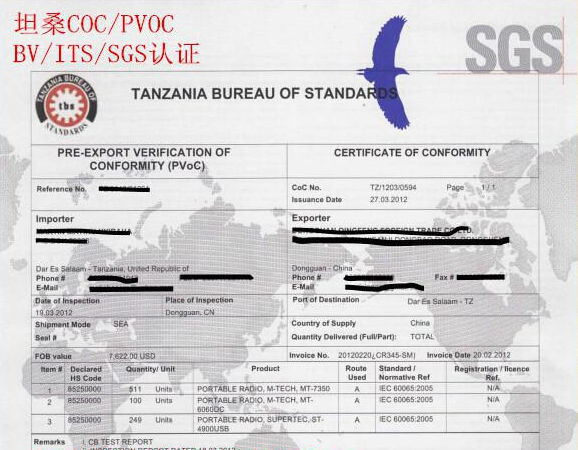 坦桑COC/PVOC
BV/ITS/SGS认证
SGS
TANZANIA BUREAU OF STANDARDS
TANZANIA BUREAU OF
tbs
STANDARDS
PRE-EXPORT VERIFICATION OF
CONFORMITY (PVoC)
CERTIFICATE OF CONFORMITY
Reference No.
CoC No. TZ/1203/0594 Page 1 / 1
Issuance Date 27.03.2012
Importer
Exporter
Dar Es Salaam - Tanzania, United Republic of
Phone #
E-Mail
Dongguan - China
Phone # Fax #
E-Mail
Date of Inspection Place of Inspection
19.03.2012 Dongguan, CN
Port of Destination Dar Es Salaam - TZ
Shipment Mode SEA
Seal #
Country of Supply China
Quantity Delivered (Full/Part): TOTAL
FOB value 7,622.00 USD
Invoice No. 20120220¿CR345-SM) Invoice Date 20.02.2012
Item # Declared HS Code Quantity/ Unit Product Route Used Standard / Normative Ref Registration / licence Ref.
1 85250000 511 Units PORTABLE RADIO, M-TECH, MT-7350 A IEC 60065:2005 N/A
2 85250000 100 Units PORTABLE RADIO, M-TECH, MT-
6060DC A IEC 60065:2005 N/A
3 85250000 249 Units PORTABLE RADIO, SUPERTEC,-ST-
4900USB A IEC 60065:2005 N/A
Remarks I. CB TEST REPORT